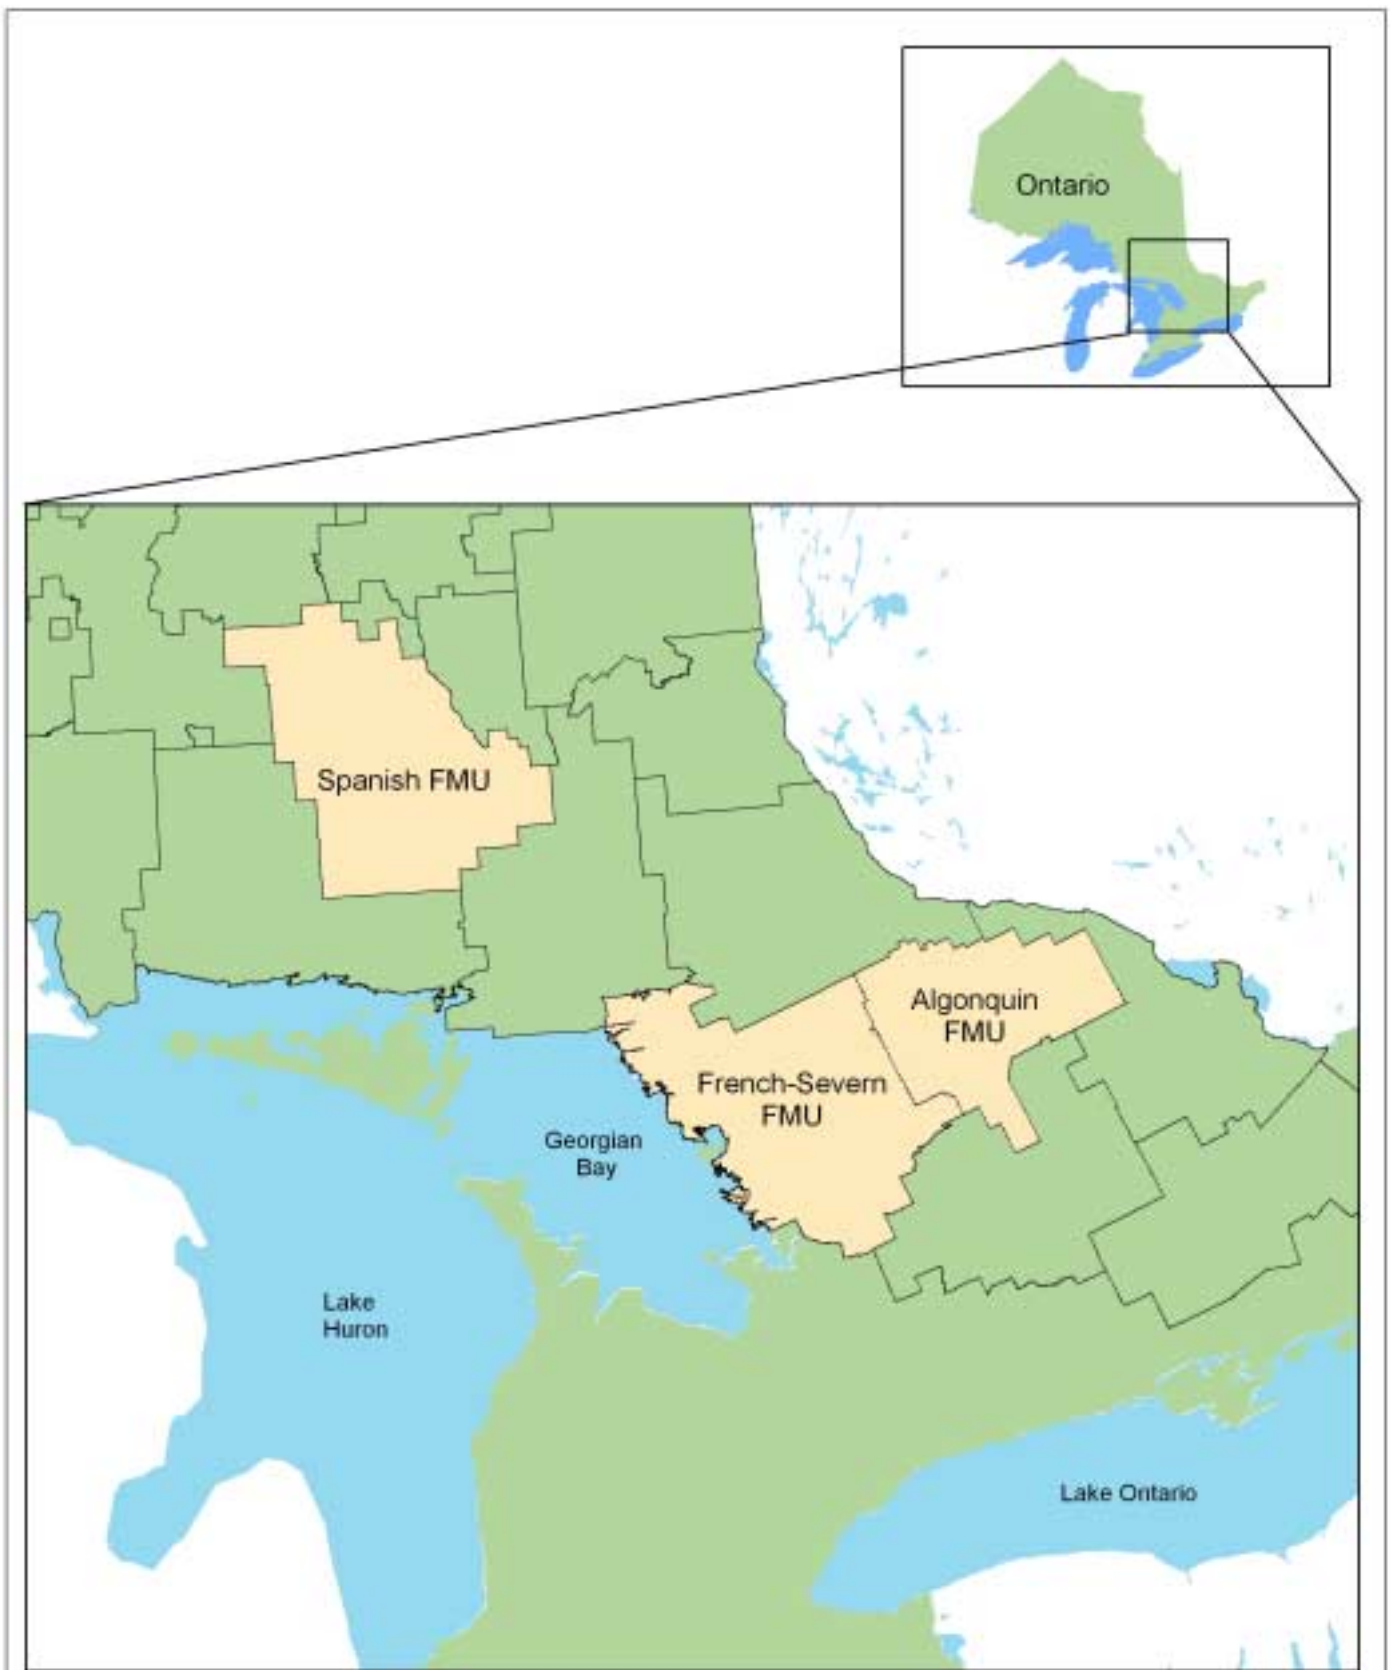 Ontario
Spanish FMU
Algonquin
FMU
French-Severn
FMU
Georgian
Bay
Lake
Huron
Lake Ontario